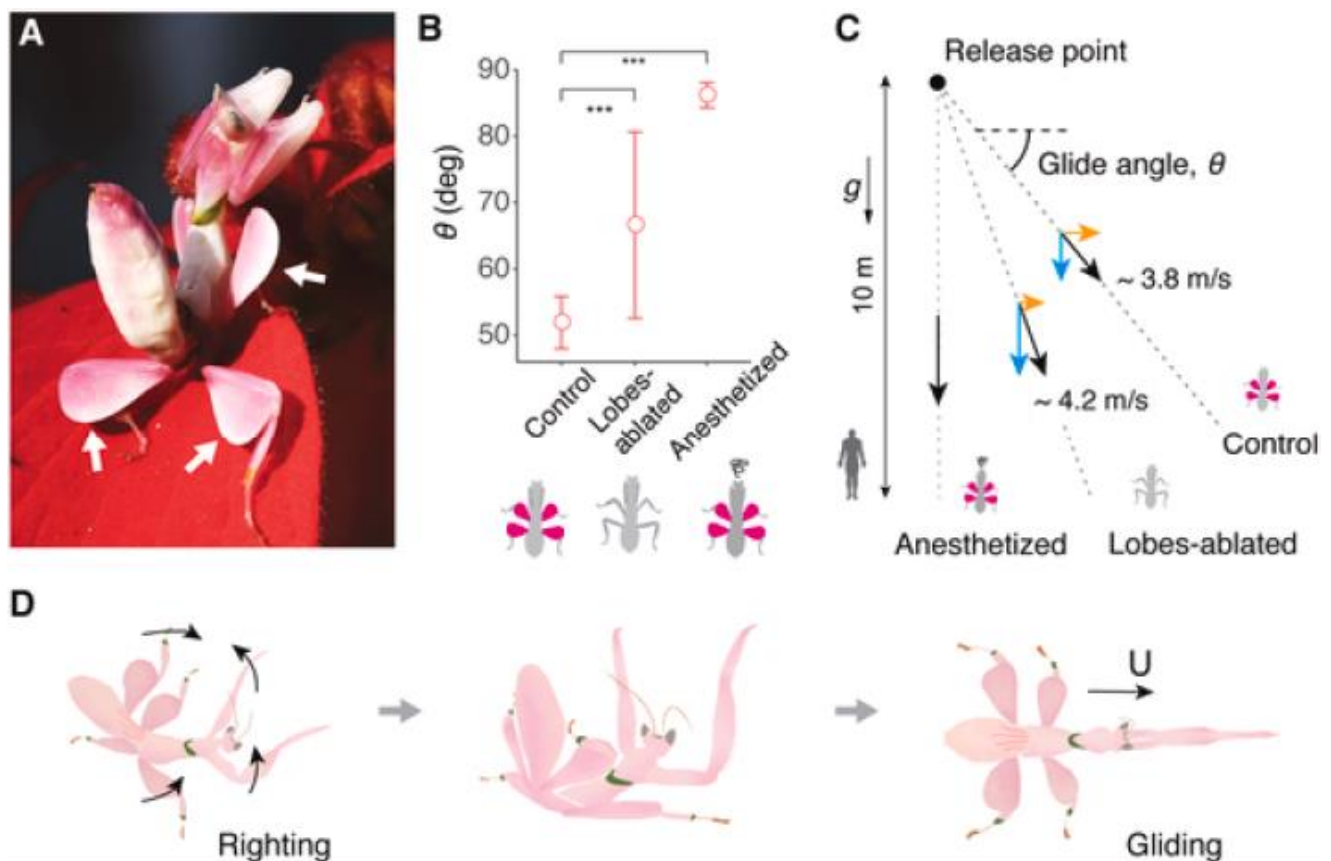 A
B
***
***
90
80
70
60
50
θ (deg)
Control
Lobes-
ablated
Anesthetized
C
Release point
Glide angle, θ
g
10 m
~ 3.8 m/s
~ 4.2 m/s
Control
Anesthetized
Lobes-ablated
D
Righting
U
Gliding